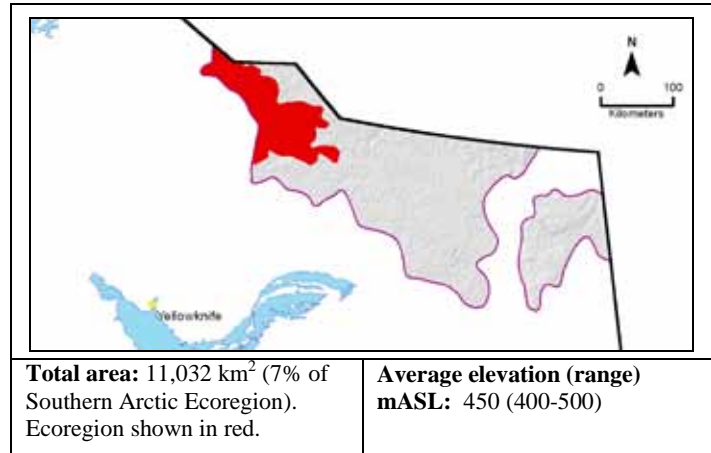 N
0 100
Kilometers
Yellowknife
Total area: 11,032 km² (7% of
Southern Arctic Ecoregion).
Ecoregion shown in red.
Average elevation (range)
mASL: 450 (400-500)